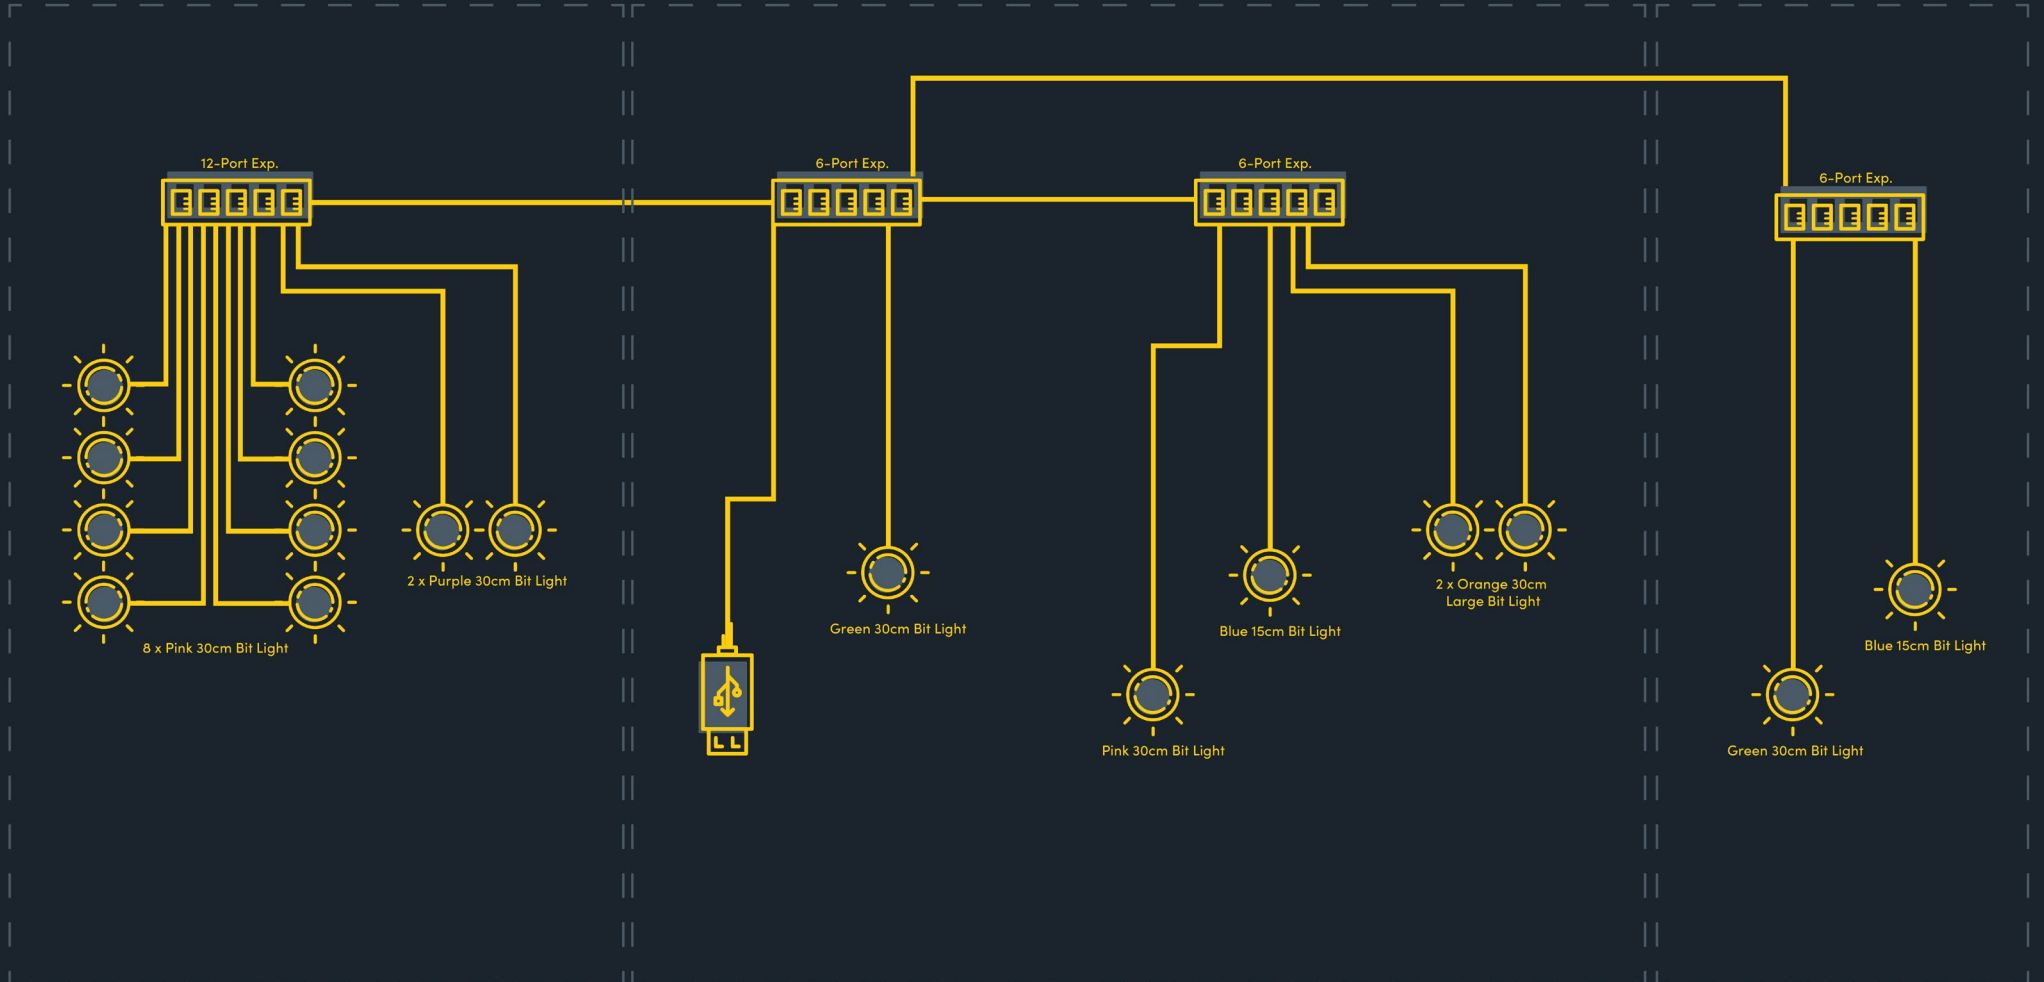 12-Port Exp.
6-Port Exp.
6-Port Exp.
6-Port Exp.
2 x Purple 30cm Bit Light
8 x Pink 30cm Bit Light
Green 30cm Bit Light
Blue 15cm Bit Light
2 x Orange 30cm
Large Bit Light
Pink 30cm Bit Light
Blue 15cm Bit Light
Green 30cm Bit Light